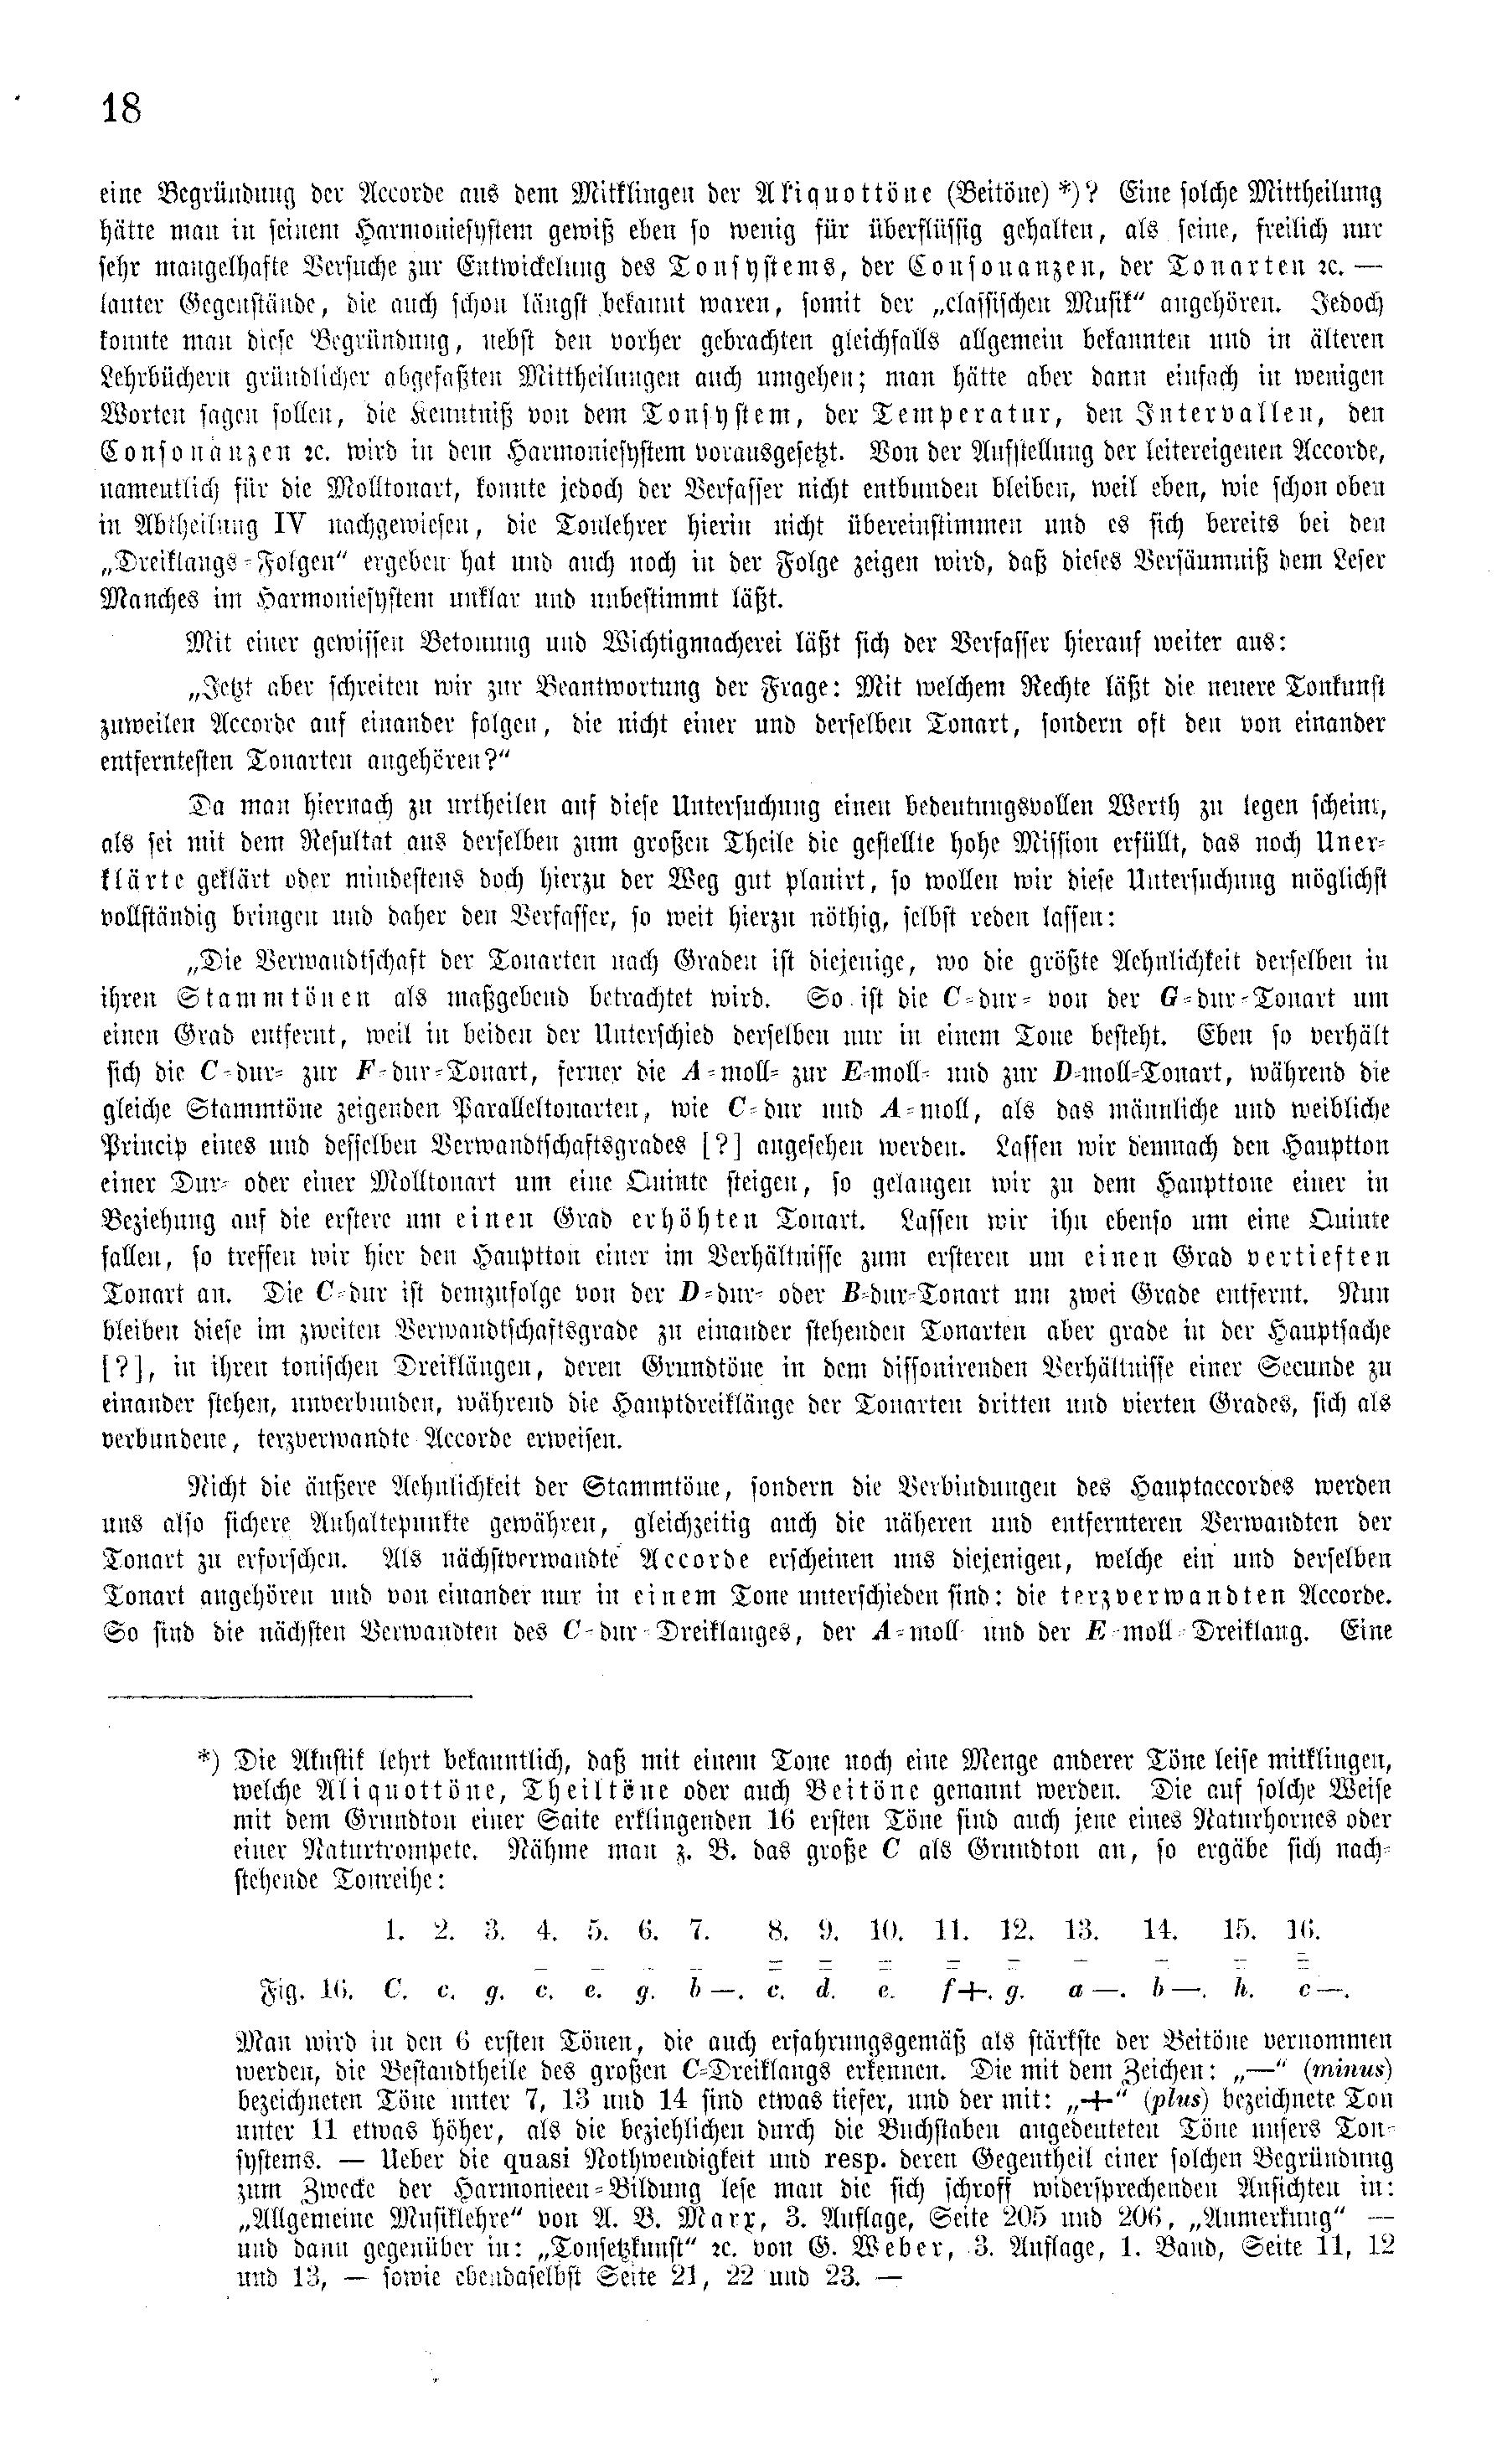 18
eine Begründung der Accorde aus dem Mitklingen der Aliquottöne (Beitöne) *)? Eine solche Mittheilung
hätte man in seinem Harmoniesystem gewiß eben so wenig für überflüssig gehalten, als seine, freilich nur
sehr mangelhafte Versuche zur Entwickelung des Tonsystems, der Consonanzen, der Tonarten ꝛc. —
lauter Gegenstände, die auch schon längst bekannt waren, somit der „classischen Musik“ angehören. Jedoch
konnte man diese Begründung, nebst den vorher gebrachten gleichfalls allgemein bekannten und in älteren
Lehrbüchern gründlicher abgefaßten Mittheilungen auch umgehen; man hätte aber dann einfach in wenigen
Worten sagen sollen, die Kenntniß von dem Tonsystem, der Temperatur, den Intervallen, den
Consonanzen ꝛc. wird in dem Harmoniesystem vorausgesetzt. Von der Aufstellung der leitereigenen Accorde,
namentlich für die Molltonart, konnte jedoch der Verfasser nicht entbunden bleiben, weil eben, wie schon oben
in Abtheilung IV nachgewiesen, die Tonlehrer hierin nicht übereinstimmen und es sich bereits bei den
„Dreiklangs-Folgen“ ergeben hat und auch noch in der Folge zeigen wird, daß dieses Versäumniß dem Leser
Manches im Harmoniesystem unklar und unbestimmt läßt.
Mit einer gewissen Betonung und Wichtigmacherei läßt sich der Verfasser hierauf weiter aus:
„Jetzt aber schreiten wir zur Beantwortung der Frage: Mit welchem Rechte läßt die neuere Tonkunst
zuweilen Accorde auf einander folgen, die nicht einer und derselben Tonart, sondern oft den von einander
entferntesten Tonarten angehören?“
Da man hiernach zu urtheilen auf diese Untersuchung einen bedeutungsvollen Werth zu legen scheint,
als sei mit dem Resultat aus derselben zum großen Theile die gestellte hohe Mission erfüllt, das noch Uner-
klärte geklärt oder mindestens doch hierzu der Weg gut planirt, so wollen wir diese Untersuchung möglichst
vollständig bringen und daher den Verfasser, so weit hierzu nöthig, selbst reden lassen:
„Die Verwandtschaft der Tonarten nach Graden ist diejenige, wo die größte Aehnlichkeit derselben in
ihren Stammtönen als maßgebend betrachtet wird. So ist die C-dur- von der G-dur-Tonart um
einen Grad entfernt, weil in beiden der Unterschied derselben nur in einem Tone besteht. Eben so verhält
sich die C-dur- zur F-dur-Tonart, ferner die A-moll- zur E-moll- und zur D-moll-Tonart, während die
gleiche Stammtöne zeigenden Paralleltonarten, wie C-dur und A-moll, als das männliche und weibliche
Princip eines und desselben Verwandtschaftsgrades [?] angesehen werden. Lassen wir demnach den Hauptton
einer Dur- oder einer Molltonart um eine Quinte steigen, so gelangen wir zu dem Haupttone einer in
Beziehung auf die erstere um einen Grad erhöhten Tonart. Lassen wir ihn ebenso um eine Quinte
fallen, so treffen wir hier den Hauptton einer im Verhältnisse zum ersteren um einen Grad vertieften
Tonart an. Die C-dur ist demzufolge von der D-dur- oder B-dur-Tonart um zwei Grade entfernt. Nun
bleiben diese im zweiten Verwandtschaftsgrade zu einander stehenden Tonarten aber grade in der Hauptsache
[?], in ihren tonischen Dreiklängen, deren Grundtöne in dem dissonirenden Verhältnisse einer Secunde zu
einander stehen, unverbunden, während die Hauptdreiklänge der Tonarten dritten und vierten Grades, sich als
verbundene, terzverwandte Accorde erweisen.
Nicht die äußere Aehnlichkeit der Stammtöne, sondern die Verbindungen des Hauptaccordes werden
uns also sichere Anhaltepunkte gewähren, gleichzeitig auch die näheren und entfernteren Verwandten der
Tonart zu erforschen. Als nächstverwandte Accorde erscheinen uns diejenigen, welche ein und derselben
Tonart angehören und von einander nur in einem Tone unterschieden sind: die terzverwandten Accorde.
So sind die nächsten Verwandten des C-dur-Dreiklanges, der A-moll und der E-moll-Dreiklang. Eine
*) Die Akustik lehrt bekanntlich, daß mit einem Tone noch eine Menge anderer Töne leise mitklingen,
welche Aliquottöne, Theiltöne oder auch Beitöne genannt werden. Die auf solche Weise
mit dem Grundton einer Saite erklingenden 16 ersten Töne sind auch jene eines Naturhornes oder
einer Naturtrompete. Nähme man z. B. das große C als Grundton an, so ergäbe sich nach-
stehende Tonreihe:
1. 2. 3. 4. 5. 6. 7. 8. 9. 10. 11. 12. 13. 14. 15. 16.
Fig. 16. C. c. g. c̄. ē. ḡ. b̄—. c̿. d̿. e̿. f̿+. g̿. a̿—. b̿—. h̿. c̿—.
Man wird in den 6 ersten Tönen, die auch erfahrungsgemäß als stärkste der Beitöne vernommen
werden, die Bestandtheile des großen C-Dreiklangs erkennen. Die mit dem Zeichen: „—“ (minus)
bezeichneten Töne unter 7, 13 und 14 sind etwas tiefer, und der mit: „+“ (plus) bezeichnete Ton
unter 11 etwas höher, als die beziehlichen durch die Buchstaben angedeuteten Töne unsers Ton-
systems. — Ueber die quasi Nothwendigkeit und resp. deren Gegentheil einer solchen Begründung
zum Zwecke der Harmonieen-Bildung lese man die sich schroff widersprechenden Ansichten in:
„Allgemeine Musiklehre“ von A. B. Marx, 3. Auflage, Seite 205 und 206, „Anmerkung“ —
und dann gegenüber in: „Tonsetzkunst“ ꝛc. von G. Weber, 3. Auflage, 1. Band, Seite 11, 12
und 13, — sowie ebendaselbst Seite 21, 22 und 23. —